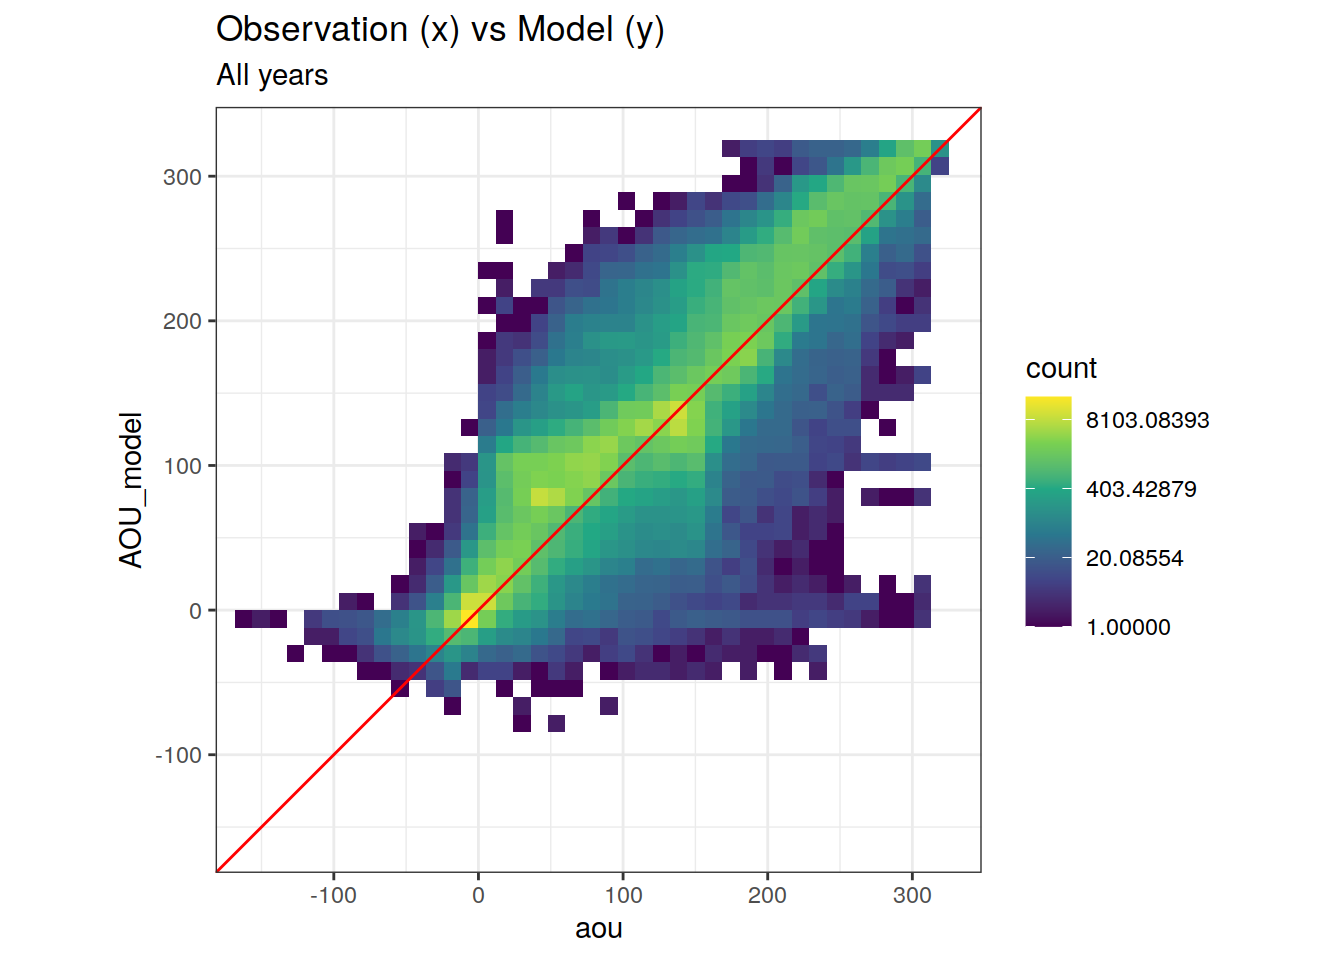 Observation (x) vs Model (y)
All years
300
200
100
0
-100
AOU_model
-100
0
100
200
300
aou
count
8103.08393
403.42879
20.08554
1.00000